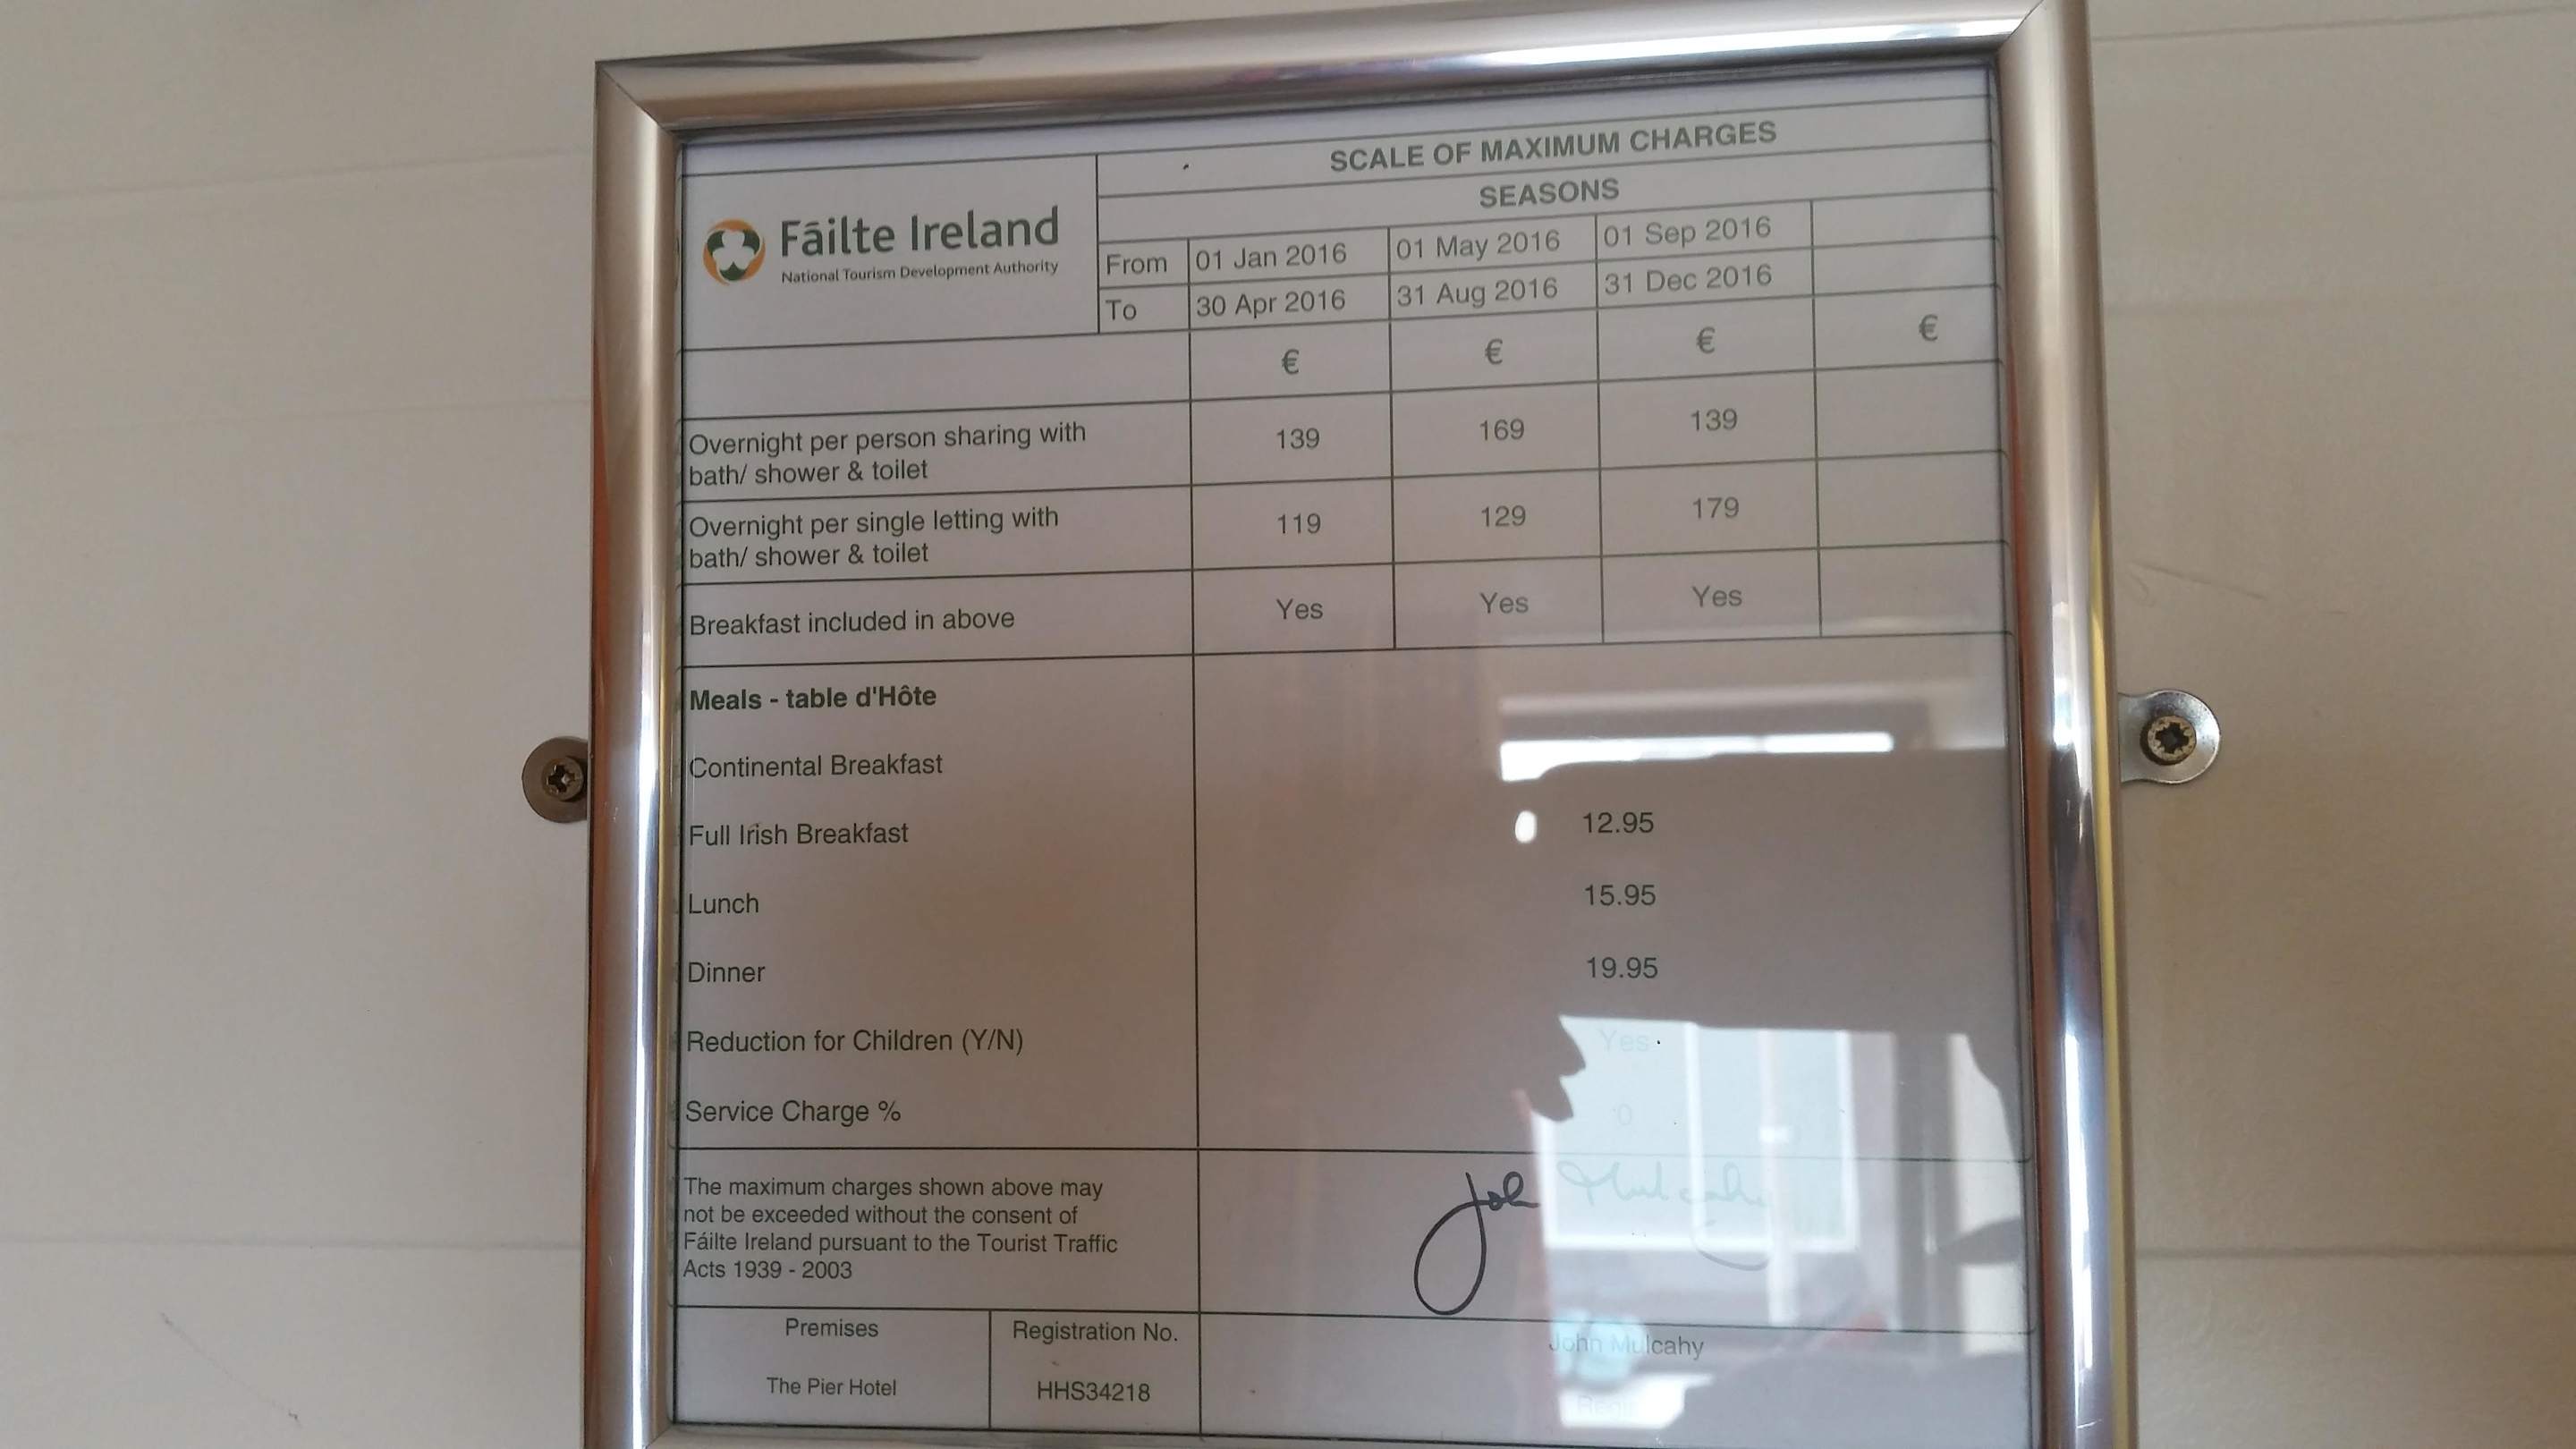 SCALE OF MAXIMUM CHARGES
SEASONS
Fáilte Ireland
National Tourism Development Authority
From 01 Jan 2016 01 May 2016 01 Sep 2016
To 30 Apr 2016 31 Aug 2016 31 Dec 2016
€ € € €
Overnight per person sharing with
bath/ shower & toilet
139 169 139
Overnight per single letting with
bath/ shower & toilet
119 129 179
Breakfast included in above Yes Yes Yes
Meals - table d'Hôte
Continental Breakfast
Full Irish Breakfast 12.95
Lunch 15.95
Dinner 19.95
Reduction for Children (Y/N) Yes
Service Charge % 0
The maximum charges shown above may
not be exceeded without the consent of
Fáilte Ireland pursuant to the Tourist Traffic
Acts 1939 - 2003
John Mulcahy
Premises Registration No.
John Mulcahy
The Pier Hotel HHS34218